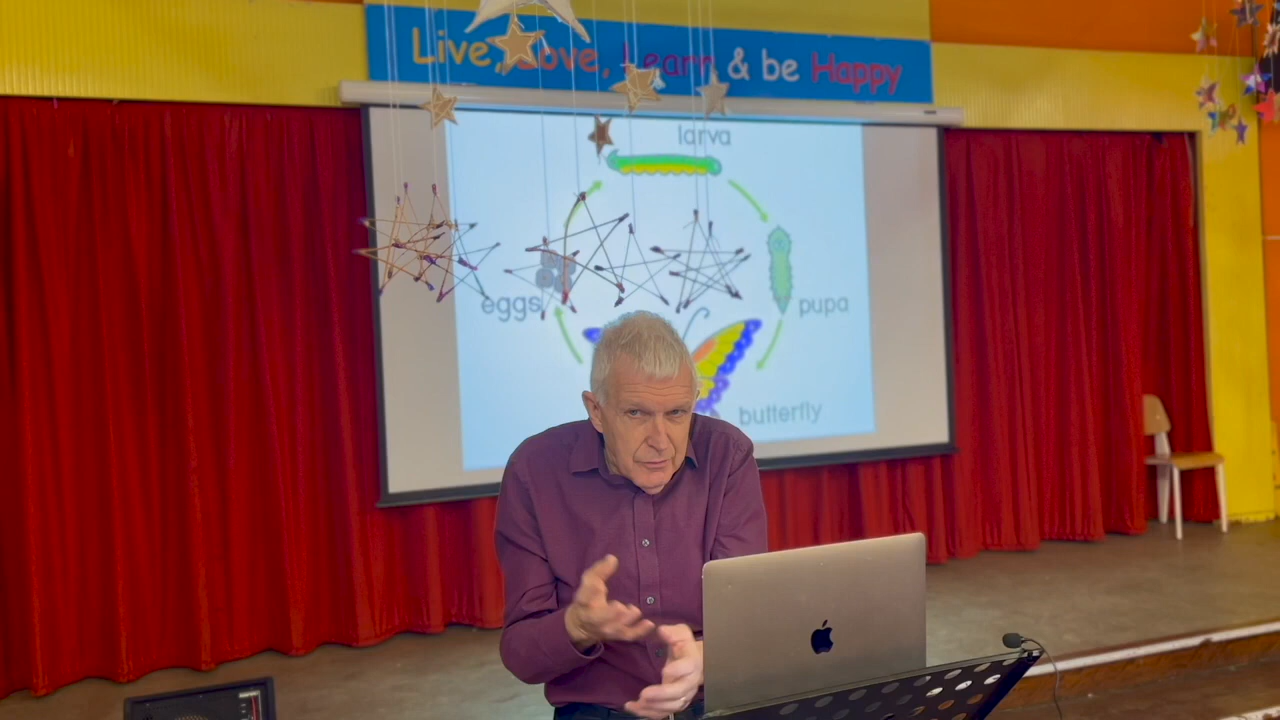 Live, Love, Learn & be Happy
larva
eggs
pupa
butterfly